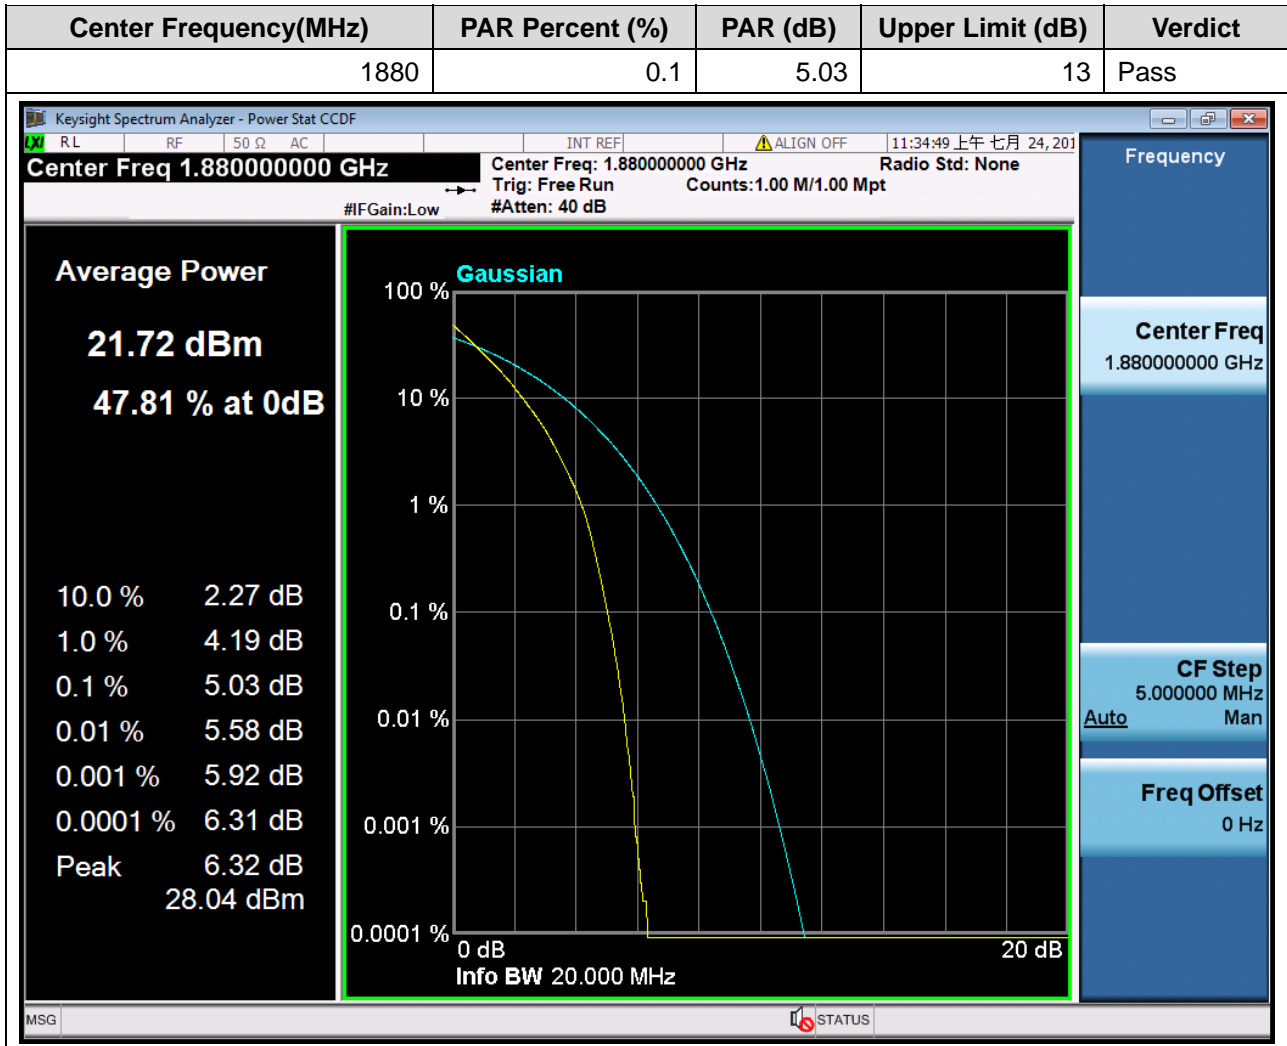 Center Frequency(MHz) PAR Percent (%) PAR (dB) Upper Limit (dB) Verdict
1880 0.1 5.03 13 Pass
Keysight Spectrum Analyzer - Power Stat CCDF
LXI RL RF 50 Ω AC INT REF ALIGN OFF 11:34:49 上午 七月 24, 201
Center Freq 1.880000000 GHz
#IFGain:Low
Center Freq: 1.880000000 GHz Radio Std: None
Trig: Free Run Counts:1.00 M/1.00 Mpt
#Atten: 40 dB
Average Power
21.72 dBm
47.81 % at 0dB
10.0 % 2.27 dB
1.0 % 4.19 dB
0.1 % 5.03 dB
0.01 % 5.58 dB
0.001 % 5.92 dB
0.0001 % 6.31 dB
Peak 6.32 dB
28.04 dBm
Gaussian
100 %
10 %
1 %
0.1 %
0.01 %
0.001 %
0.0001 %
0 dB 20 dB
Info BW 20.000 MHz
Frequency
Center Freq
1.880000000 GHz
CF Step
5.000000 MHz
Auto Man
Freq Offset
0 Hz
MSG STATUS